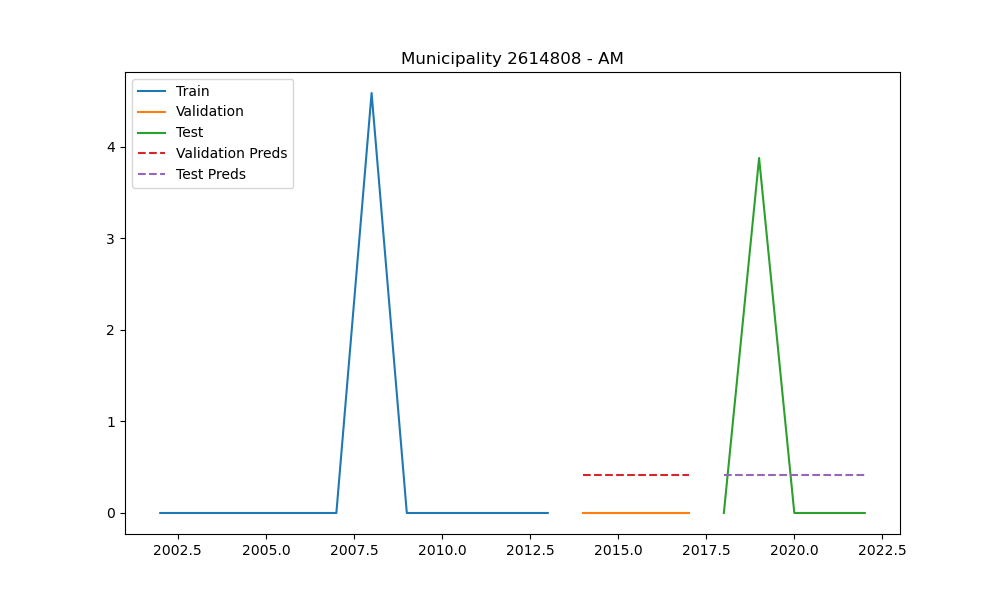 Municipality 2614808 - AM
Train
Validation
Test
Validation Preds
Test Preds
4
3
2
1
0
2002.5 2005.0 2007.5 2010.0 2012.5 2015.0 2017.5 2020.0 2022.5